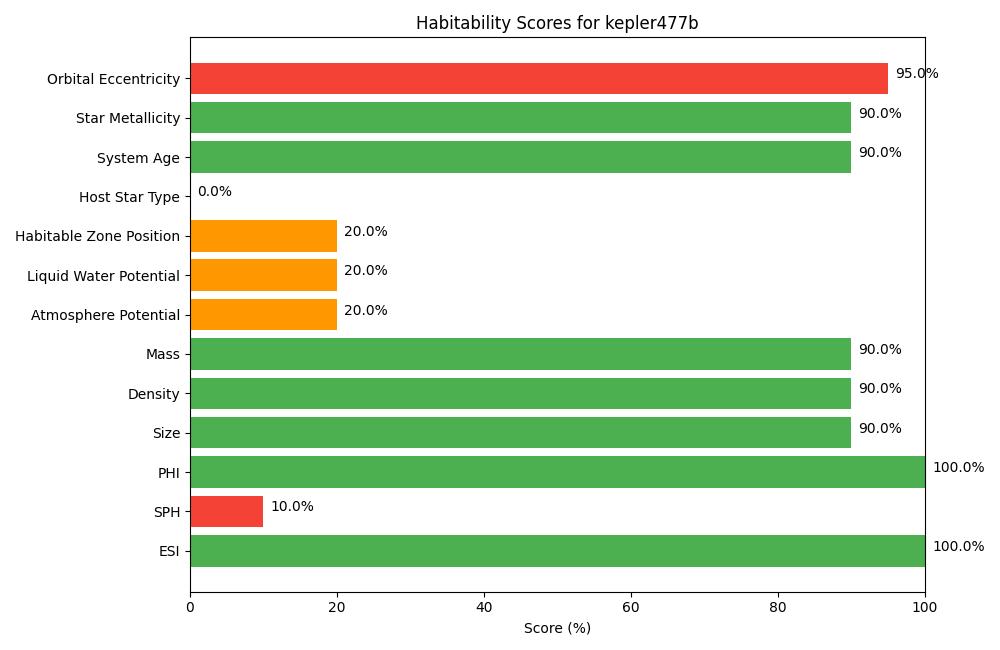 Habitability Scores for kepler477b
Orbital Eccentricity 95.0%
Star Metallicity 90.0%
System Age 90.0%
Host Star Type 0.0%
Habitable Zone Position 20.0%
Liquid Water Potential 20.0%
Atmosphere Potential 20.0%
Mass 90.0%
Density 90.0%
Size 90.0%
PHI 100.0%
SPH 10.0%
ESI 100.0%
0 20 40 60 80 100
Score (%)